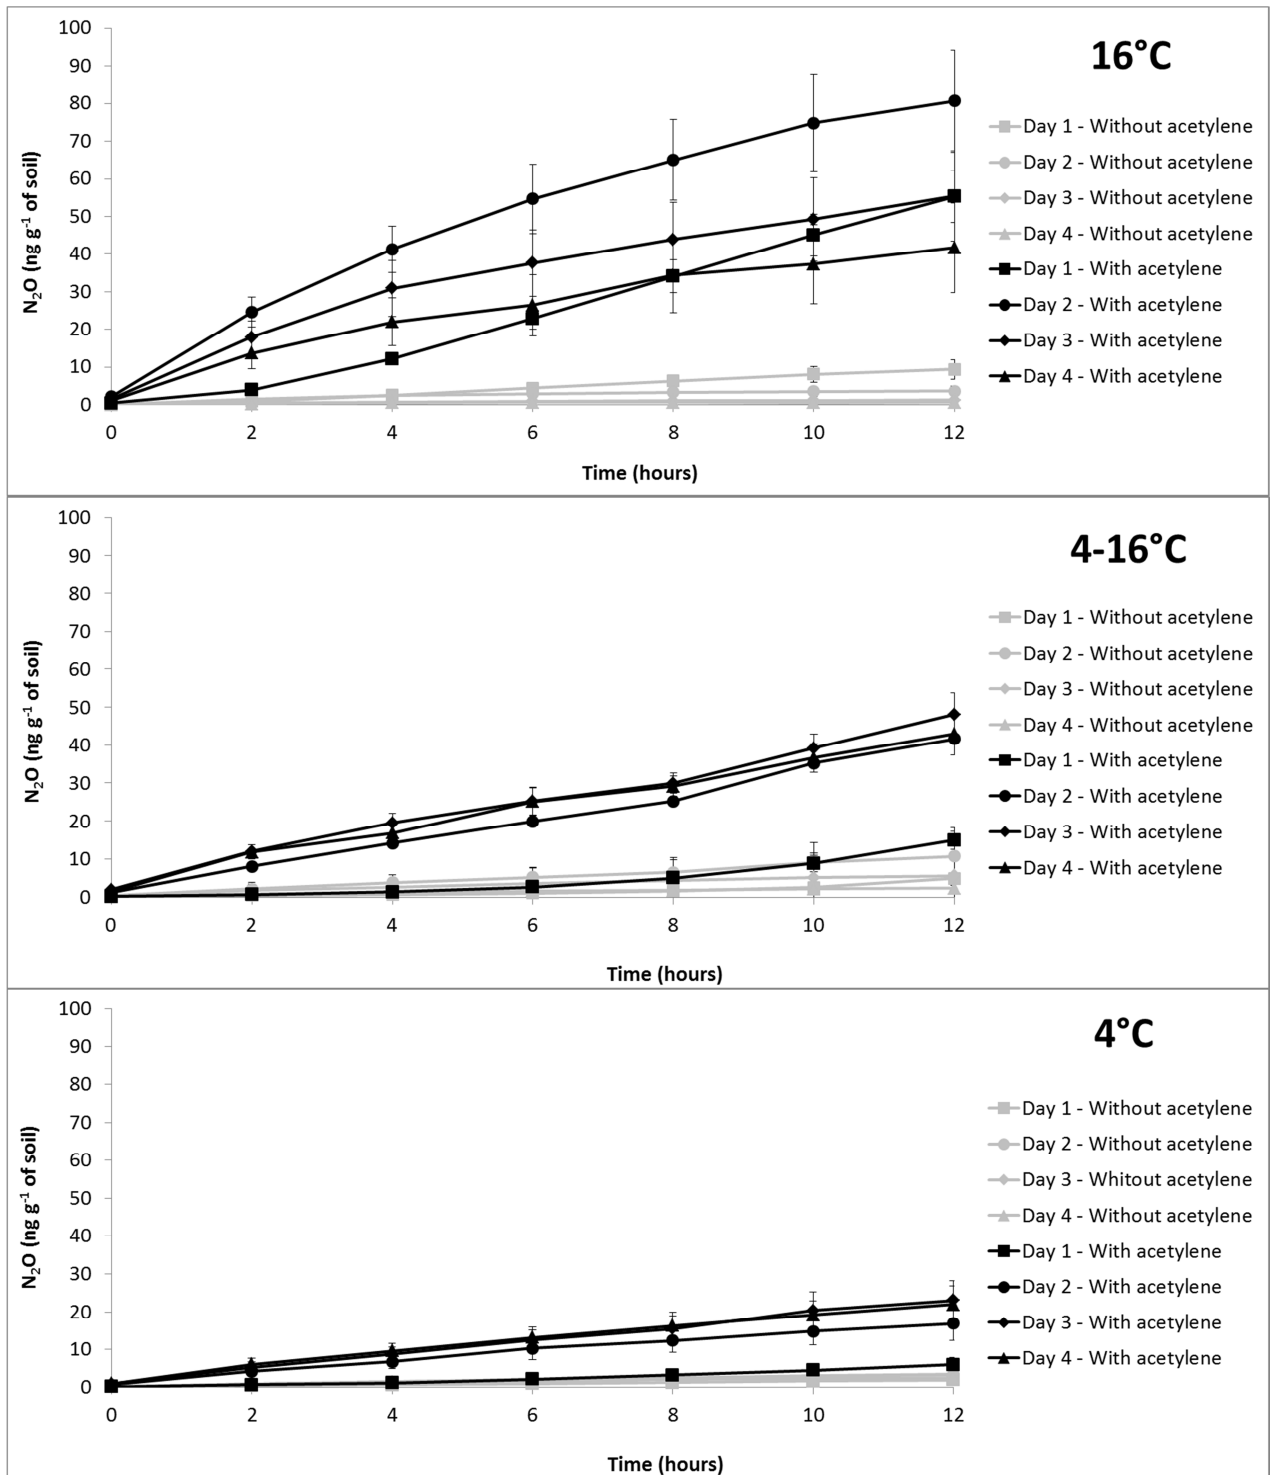 16°C
100
90
80
70
60
50
40
30
20
10
0
N₂O (ng g⁻¹ of soil)
0 2 4 6 8 10 12
Time (hours)
Day 1 - Without acetylene
Day 2 - Without acetylene
Day 3 - Without acetylene
Day 4 - Without acetylene
Day 1 - With acetylene
Day 2 - With acetylene
Day 3 - With acetylene
Day 4 - With acetylene
4-16°C
100
90
80
70
60
50
40
30
20
10
0
N₂O (ng g⁻¹ of soil)
0 2 4 6 8 10 12
Time (hours)
Day 1 - Without acetylene
Day 2 - Without acetylene
Day 3 - Without acetylene
Day 4 - Without acetylene
Day 1 - With acetylene
Day 2 - With acetylene
Day 3 - With acetylene
Day 4 - With acetylene
4°C
100
90
80
70
60
50
40
30
20
10
0
N₂O (ng g⁻¹ of soil)
0 2 4 6 8 10 12
Time (hours)
Day 1 - Without acetylene
Day 2 - Without acetylene
Day 3 - Whitout acetylene
Day 4 - Without acetylene
Day 1 - With acetylene
Day 2 - With acetylene
Day 3 - With acetylene
Day 4 - With acetylene